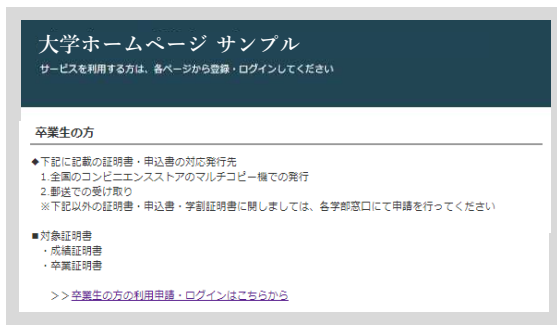 大学ホームページ サンプル
サービスを利用する方は、各ページから登録・ログインしてください
卒業生の方
◆下記に記載の証明書・申込書の対応発行先
1.全国のコンビニエンスストアのマルチコピー機での発行
2.郵送での受け取り
※下記以外の証明書・申込書・学割証明書に関しましては、各学部窓口にて申請を行ってください
■対象証明書
・成績証明書
・卒業証明書
＞＞卒業生の方の利用申請・ログインはこちらから